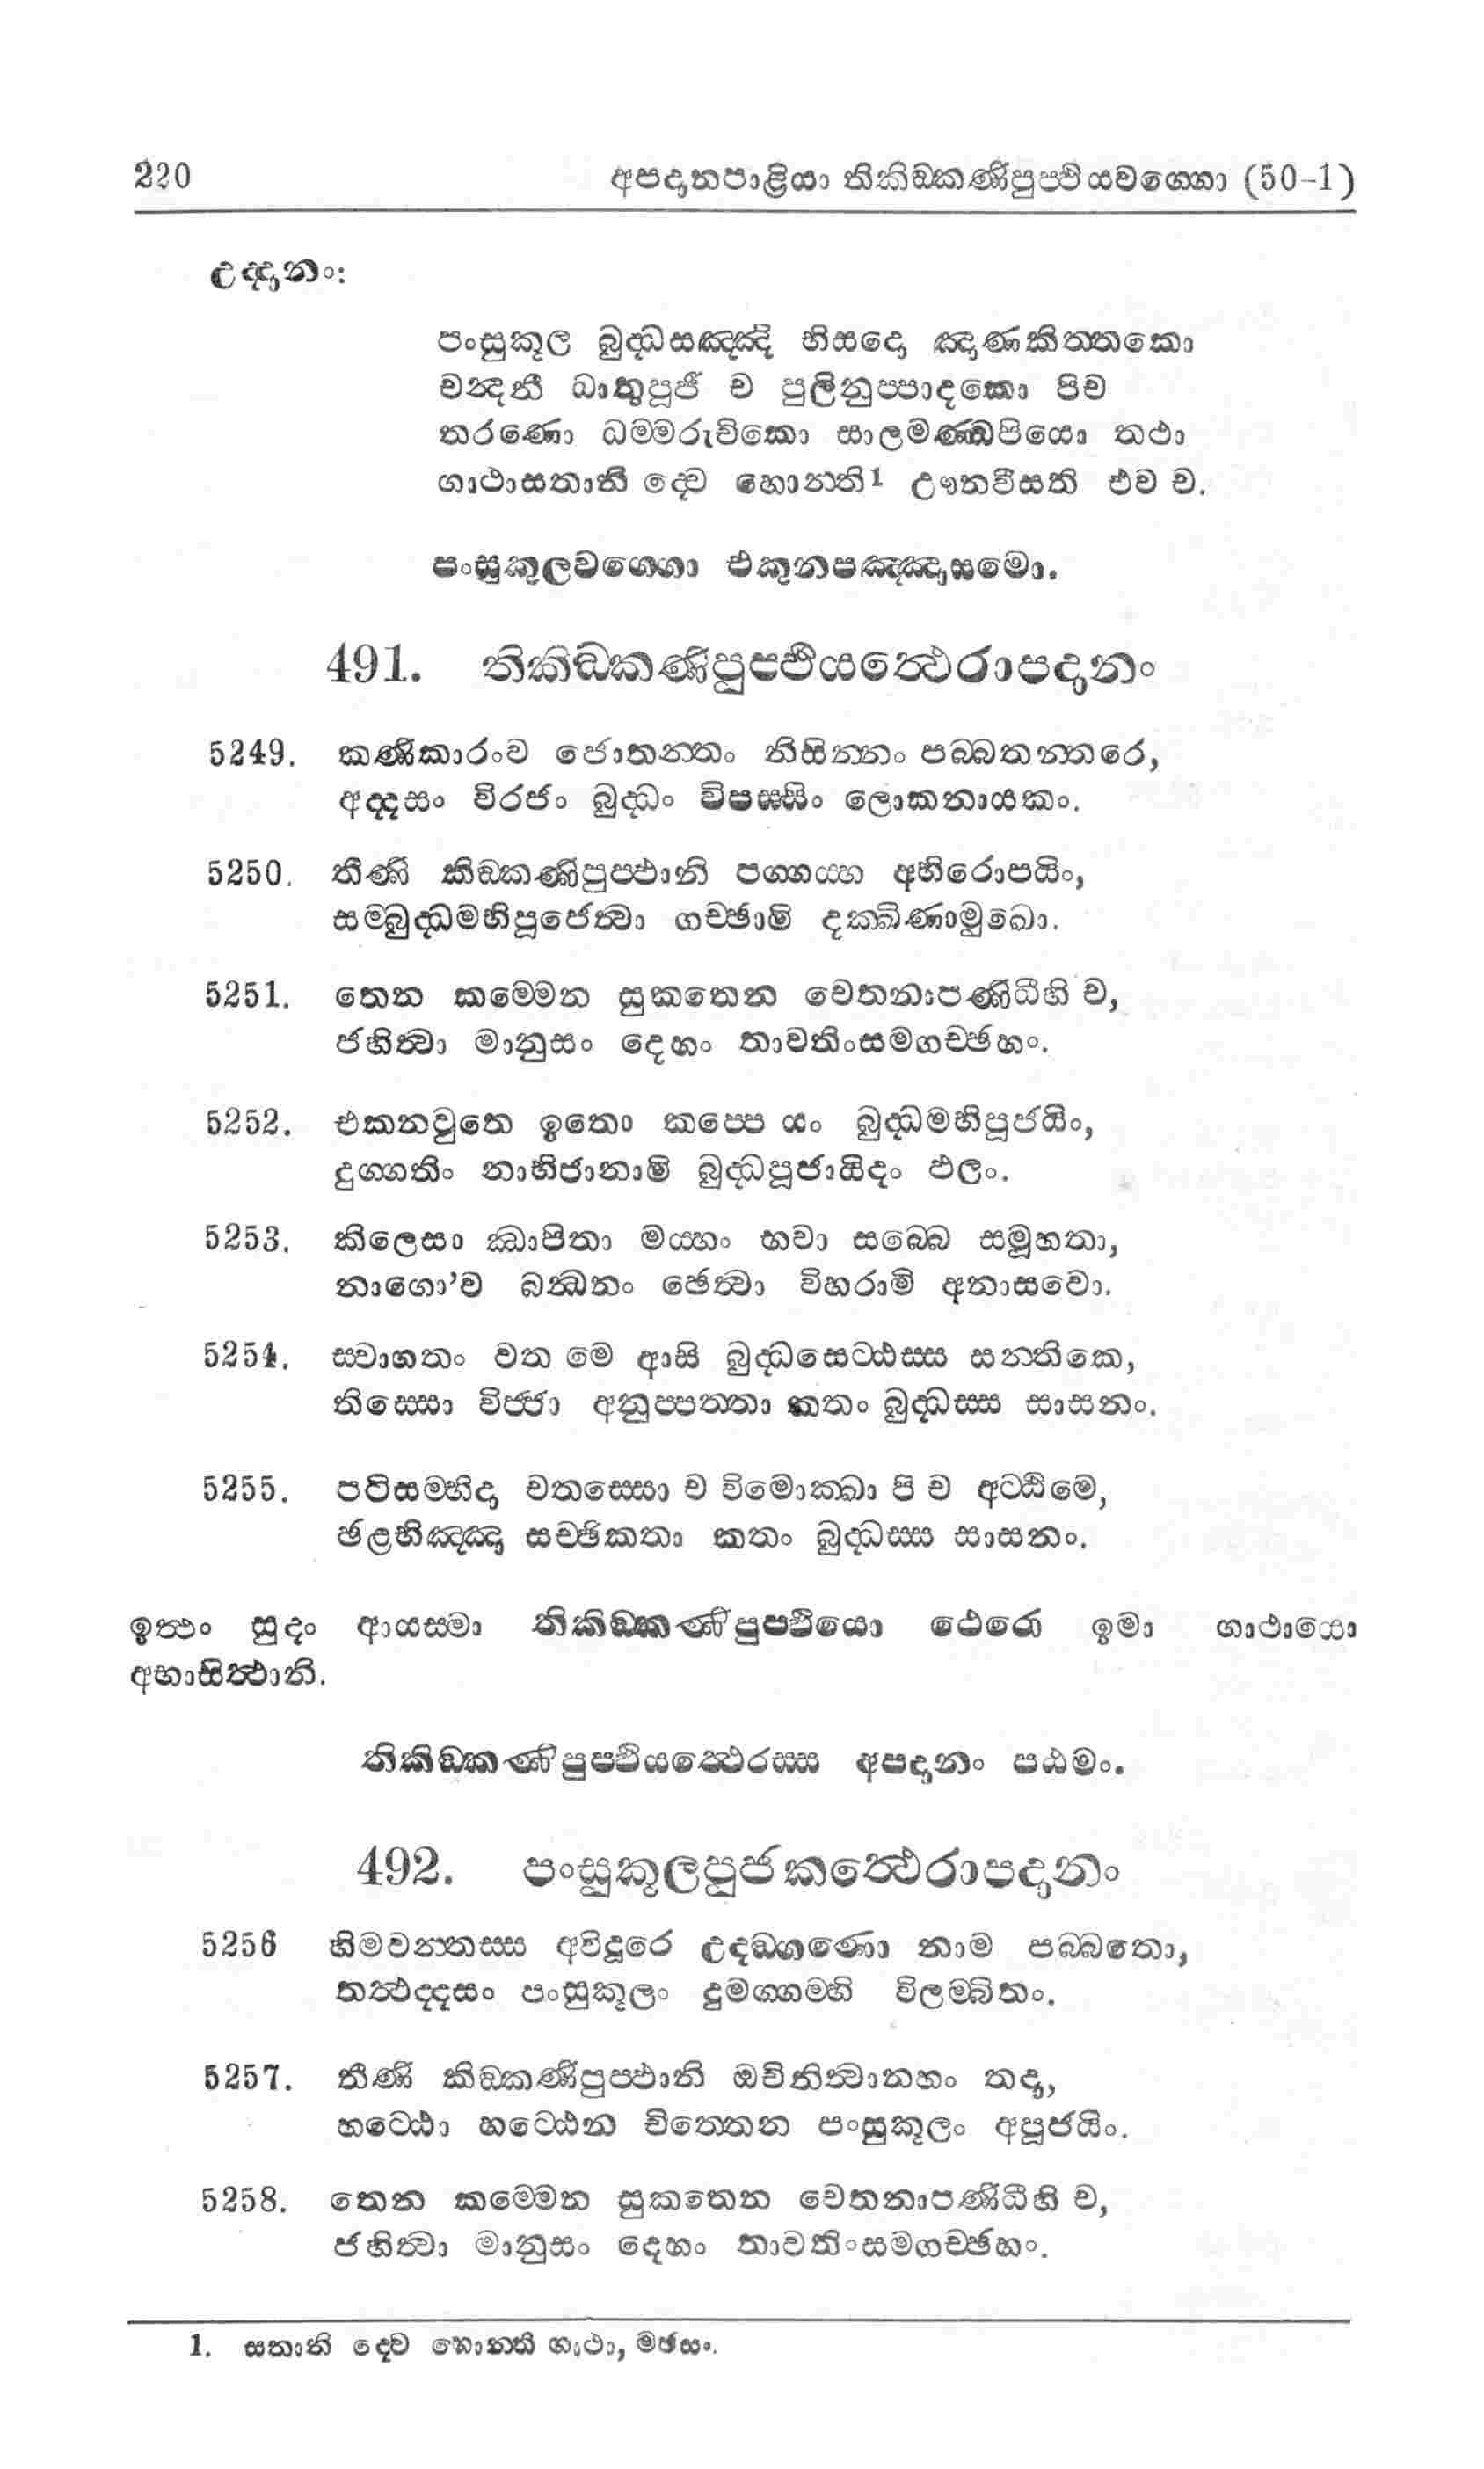 220 අපදානපාළියා තිකිඞ්කණිපුප්ඵියවග්ගො (50-1)
උද්දානං:
පංසුකූල බුද්ධසඤ්ඤි භිසදො ඤාණකිත්තකො
චන්දනී ධාතුපූජී ච පුලිනුප්පාදකො පිච
තරණො ධම්මරුචිකො සාලමණ්ඩපියො තථා
ගාථාසතානි ද්වෙ හොන්ති1 ඌනවීසති එව ච.
පංසුකුලවග්ගො එකූනපඤ්ඤාසමො.
491. තිකිඞ්කණිපුප්ඵියත්ථෙරාපදානං
5249. කණිකාරංව ජොතන්තං නිසින්නං පබ්බතන්තරෙ,
අද්දසං විරජං බුද්ධං විපස්සිං ලොකනායකං.
5250. තීණි කිඞ්කණිපුප්ඵානි පග්ගය්හ අභිරොපයිං,
සම්බුද්ධමභිපූජෙත්වා ගච්ඡාමි දක්ඛිණාමුඛො.
5251. තෙන කම්මෙන සුකතෙන චෙතනාපණිධීහි ච,
ජහිත්වා මානුසං දෙහං තාවතිංසමගච්ඡහං.
5252. එකනවුතෙ ඉතො කප්පෙ යං බුද්ධමභිපූජයිං,
දුග්ගතිං නාභිජානාමි බුද්ධපූජායිදං ඵලං.
5253. කිලෙසා ඣාපිතා මය්හං භවා සබ්බෙ සමූහතා,
නාගො'ව බන්ධනං ඡෙත්වා විහරාමි අනාසවො.
5254. ස්වාගතං වත මෙ ආසි බුද්ධසෙට්ඨස්ස සන්තිකෙ,
තිස්සො විජ්ජා අනුප්පත්තා කතං බුද්ධස්ස සාසනං.
5255. පටිසම්භිදා චතස්සො ච විමොක්ඛා පි ච අට්ඨිමෙ,
ඡළභිඤ්ඤා සච්ඡිකතා කතං බුද්ධස්ස සාසනං.
ඉත්ථං සුදං ආයස්මා තිකිඞ්කණිපුප්ඵියො ථෙරො ඉමා ගාථායො
අභාසිත්ථාති.
තිකිඞ්කණිපුප්ඵියත්ථෙරස්ස අපදානං පඨමං.
492. පංසුකූලපුජකත්ථෙරාපදානං
5256 හිමවන්තස්ස අවිදූරෙ උදඞ්ගණො නාම පබ්බතො,
තත්ථද්දසං පංසුකූලං දුමග්ගම්හි විලම්බිතං.
5257. තීණි කිඞ්කණිපුප්ඵානි ඔචිනිත්වානහං තදා,
හට්ඨො හට්ඨෙන චිත්තෙන පංසුකූලං අපූජයිං.
5258. තෙන කම්මෙන සුකතෙන චෙතනාපණිධීහි ච,
ජහිත්වා මානුසං දෙහං තාවතිංසමගච්ඡහං.
1. සතානි ද්වෙ හොන්ති ගාථා, මඡසං.